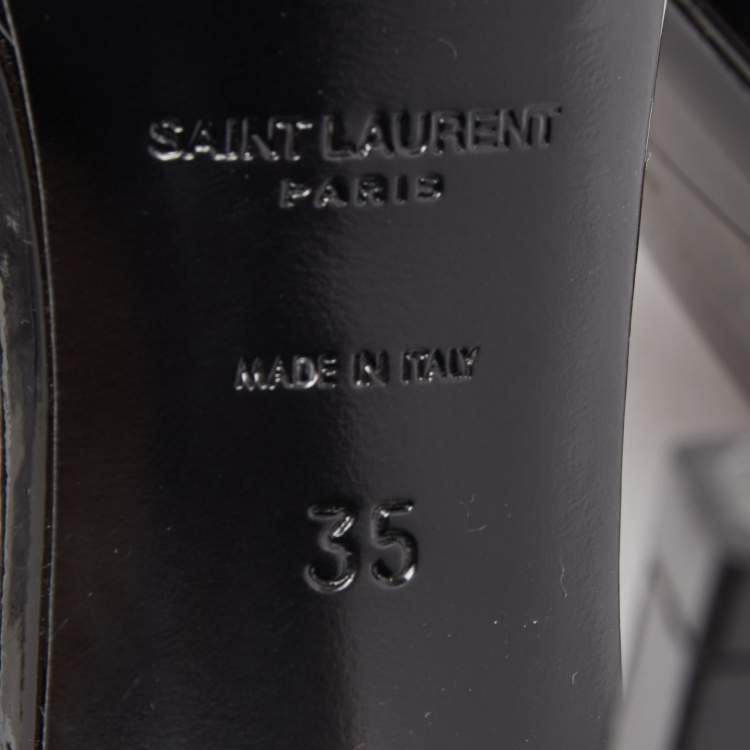 SAINT LAURENT
PARIS
MADE IN ITALY
35